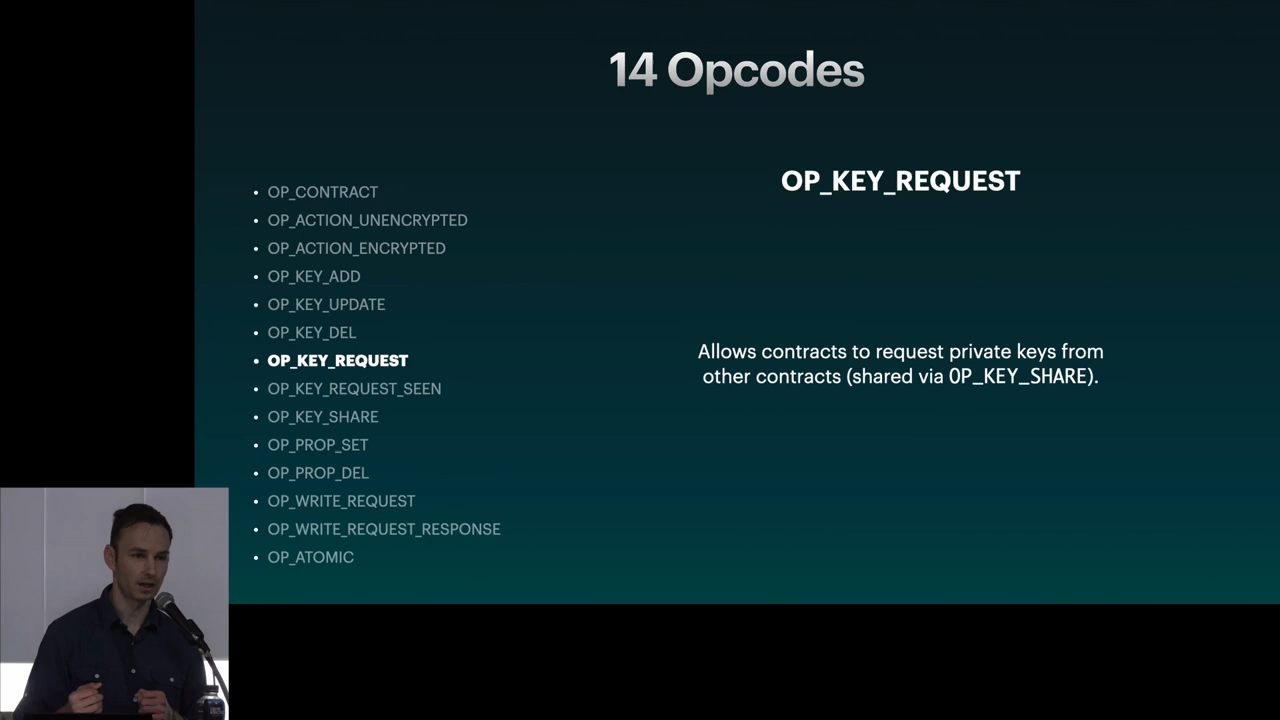 14 Opcodes
• OP_CONTRACT
• OP_ACTION_UNENCRYPTED
• OP_ACTION_ENCRYPTED
• OP_KEY_ADD
• OP_KEY_UPDATE
• OP_KEY_DEL
• OP_KEY_REQUEST
• OP_KEY_REQUEST_SEEN
• OP_KEY_SHARE
• OP_PROP_SET
• OP_PROP_DEL
• OP_WRITE_REQUEST
• OP_WRITE_REQUEST_RESPONSE
• OP_ATOMIC
OP_KEY_REQUEST
Allows contracts to request private keys from
other contracts (shared via OP_KEY_SHARE).